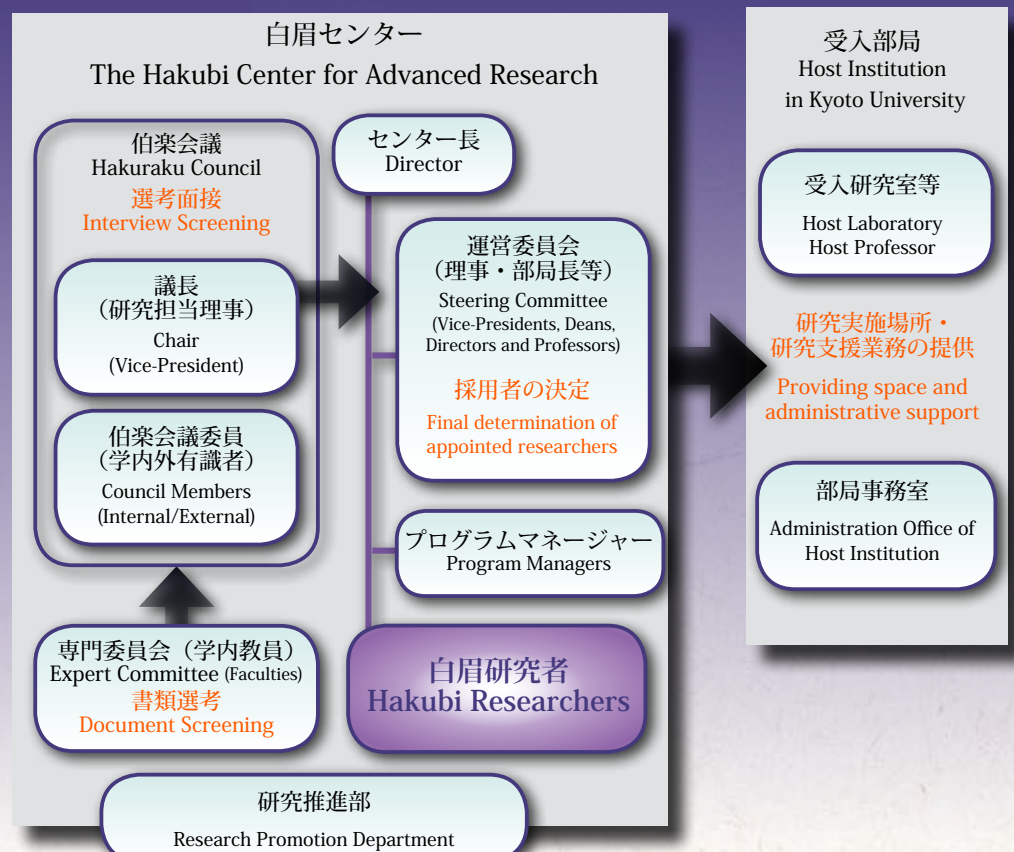 白眉センター
The Hakubi Center for Advanced Research
伯楽会議
Hakuraku Council
選考面接
Interview Screening
議長
（研究担当理事）
Chair
(Vice-President)
伯楽会議委員
（学内外有識者）
Council Members
(Internal/External)
専門委員会（学内教員）
Expert Committee (Faculties)
書類選考
Document Screening
センター長
Director
運営委員会
（理事・部局長等）
Steering Committee
(Vice-Presidents, Deans,
Directors and Professors)
採用者の決定
Final determination of
appointed researchers
プログラムマネージャー
Program Managers
白眉研究者
Hakubi Researchers
研究推進部
Research Promotion Department
受入部局
Host Institution
in Kyoto University
受入研究室等
Host Laboratory
Host Professor
研究実施場所・
研究支援業務の提供
Providing space and
administrative support
部局事務室
Administration Office of
Host Institution